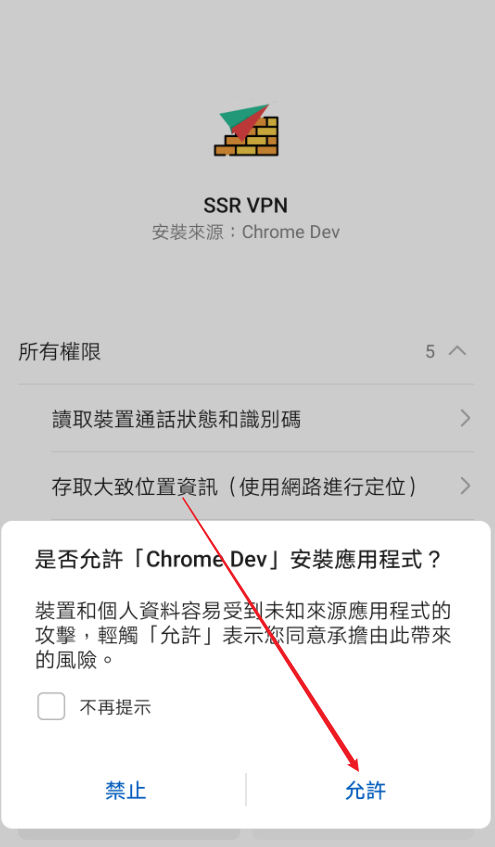 SSR VPN
安裝來源：Chrome Dev
所有權限 5
讀取裝置通話狀態和識別碼
存取大致位置資訊（使用網路進行定位）
是否允許「Chrome Dev」安裝應用程式？
裝置和個人資料容易受到未知來源應用程式的
攻擊，輕觸「允許」表示您同意承擔由此帶來
的風險。
不再提示
禁止 允許